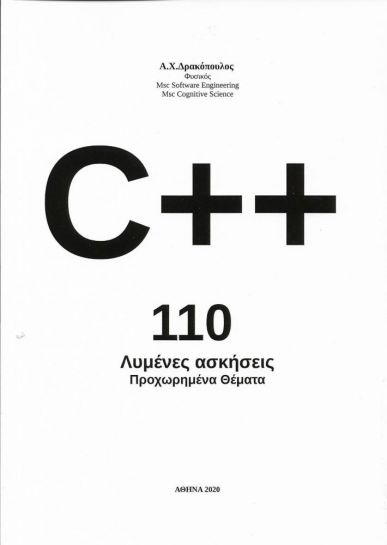 Α.Χ.Δρακόπουλος
Φυσικός
Msc Software Engineering
Msc Cognitive Science
C++
110
Λυμένες ασκήσεις
Προχωρημένα Θέματα
ΑΘΗΝΑ 2020